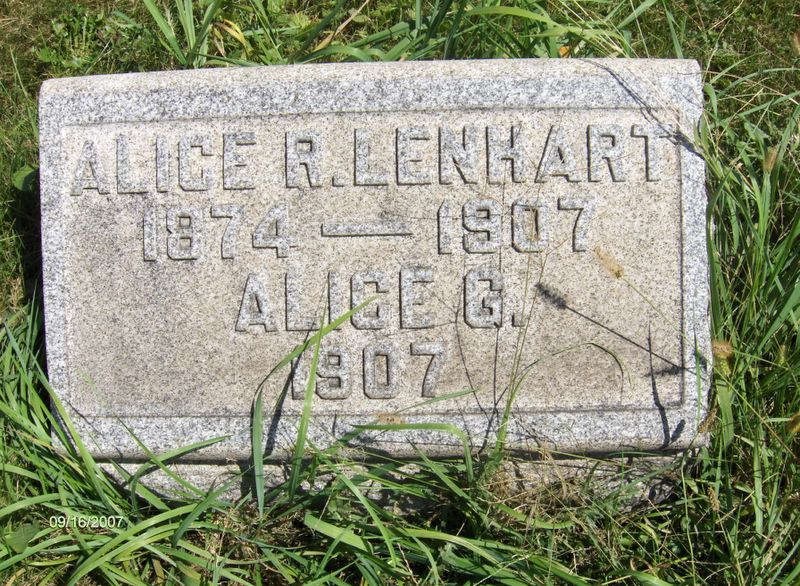 ALICE R. LENHART
1874 — 1907
ALICE G.
1907
09/16/2007